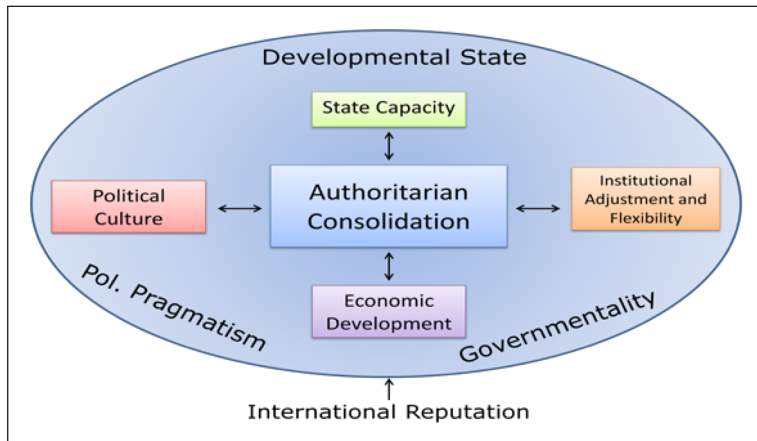 Developmental State
State Capacity
Political
Culture
Authoritarian
Consolidation
Institutional
Adjustment and
Flexibility
Economic
Development
Pol. Pragmatism
Governmentality
International Reputation